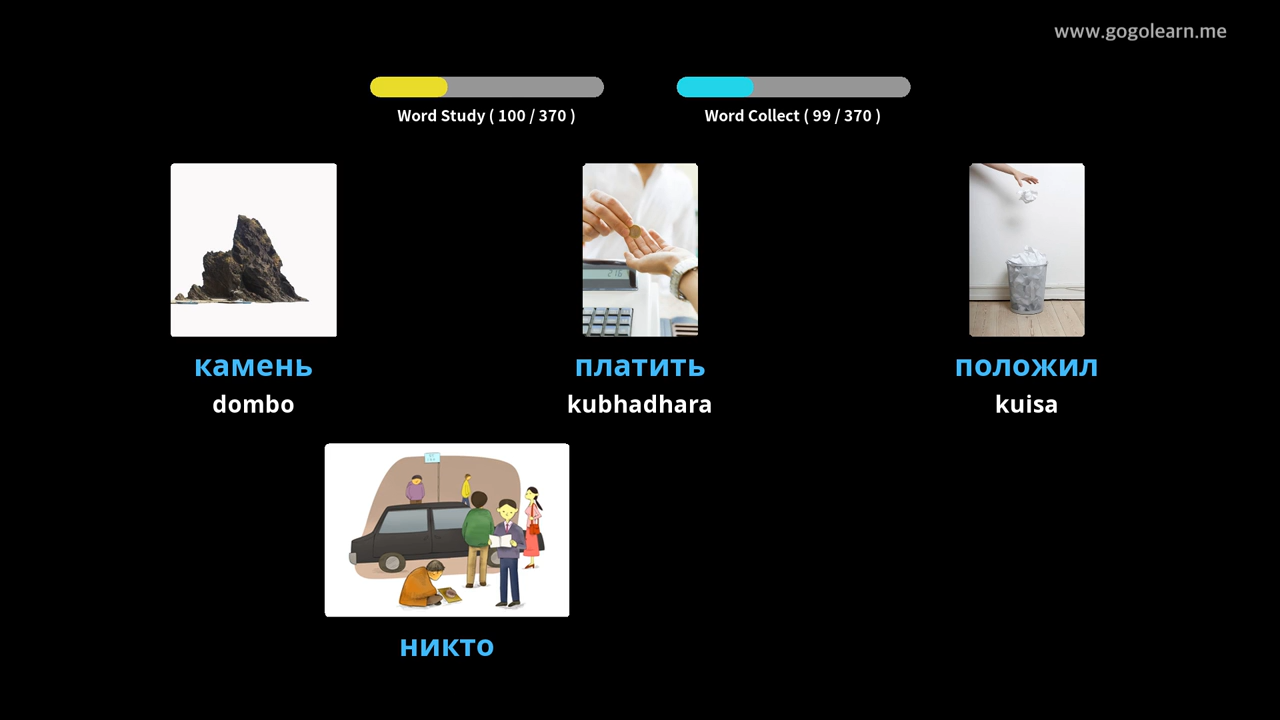 www.gogolearn.me
Word Study ( 100 / 370 )
Word Collect ( 99 / 370 )
камень
dombo
платить
kubhadhara
положил
kuisa
никто